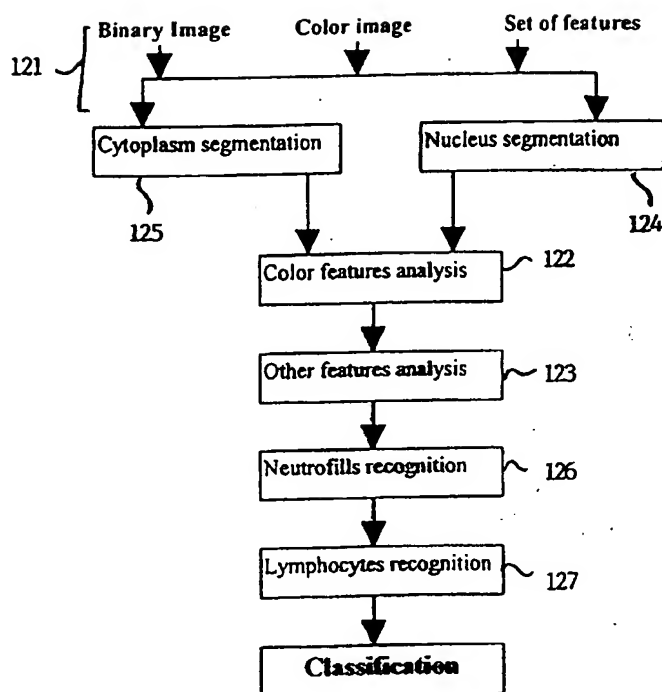 Binary Image Color image Set of features
121
Cytoplasm segmentation Nucleus segmentation
125 124
Color features analysis 122
Other features analysis 123
Neutrofills recognition 126
Lymphocytes recognition 127
Classification